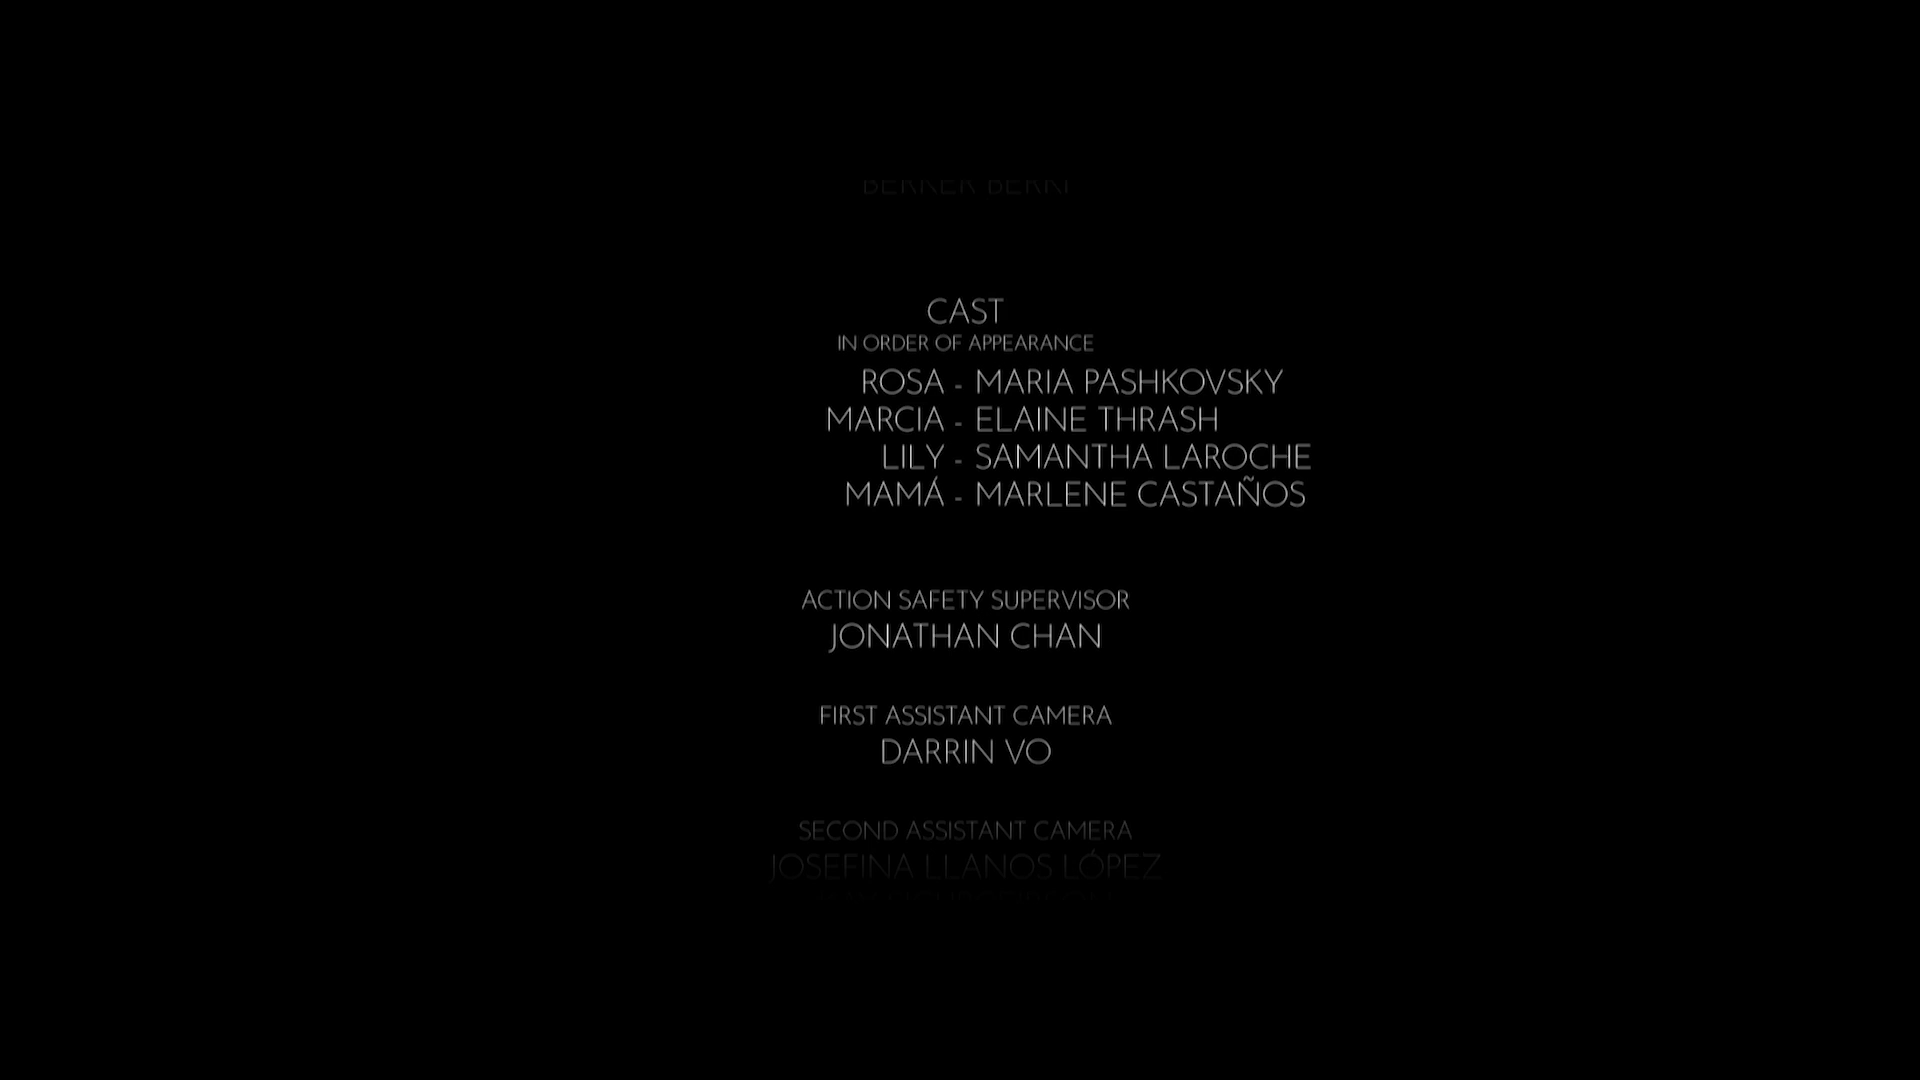 CAST
IN ORDER OF APPEARANCE
ROSA - MARIA PASHKOVSKY
MARCIA - ELAINE THRASH
LILY - SAMANTHA LAROCHE
MAMÁ - MARLENE CASTAÑOS
ACTION SAFETY SUPERVISOR
JONATHAN CHAN
FIRST ASSISTANT CAMERA
DARRIN VO
SECOND ASSISTANT CAMERA
JOSEFINA LLANOS LÓPEZ